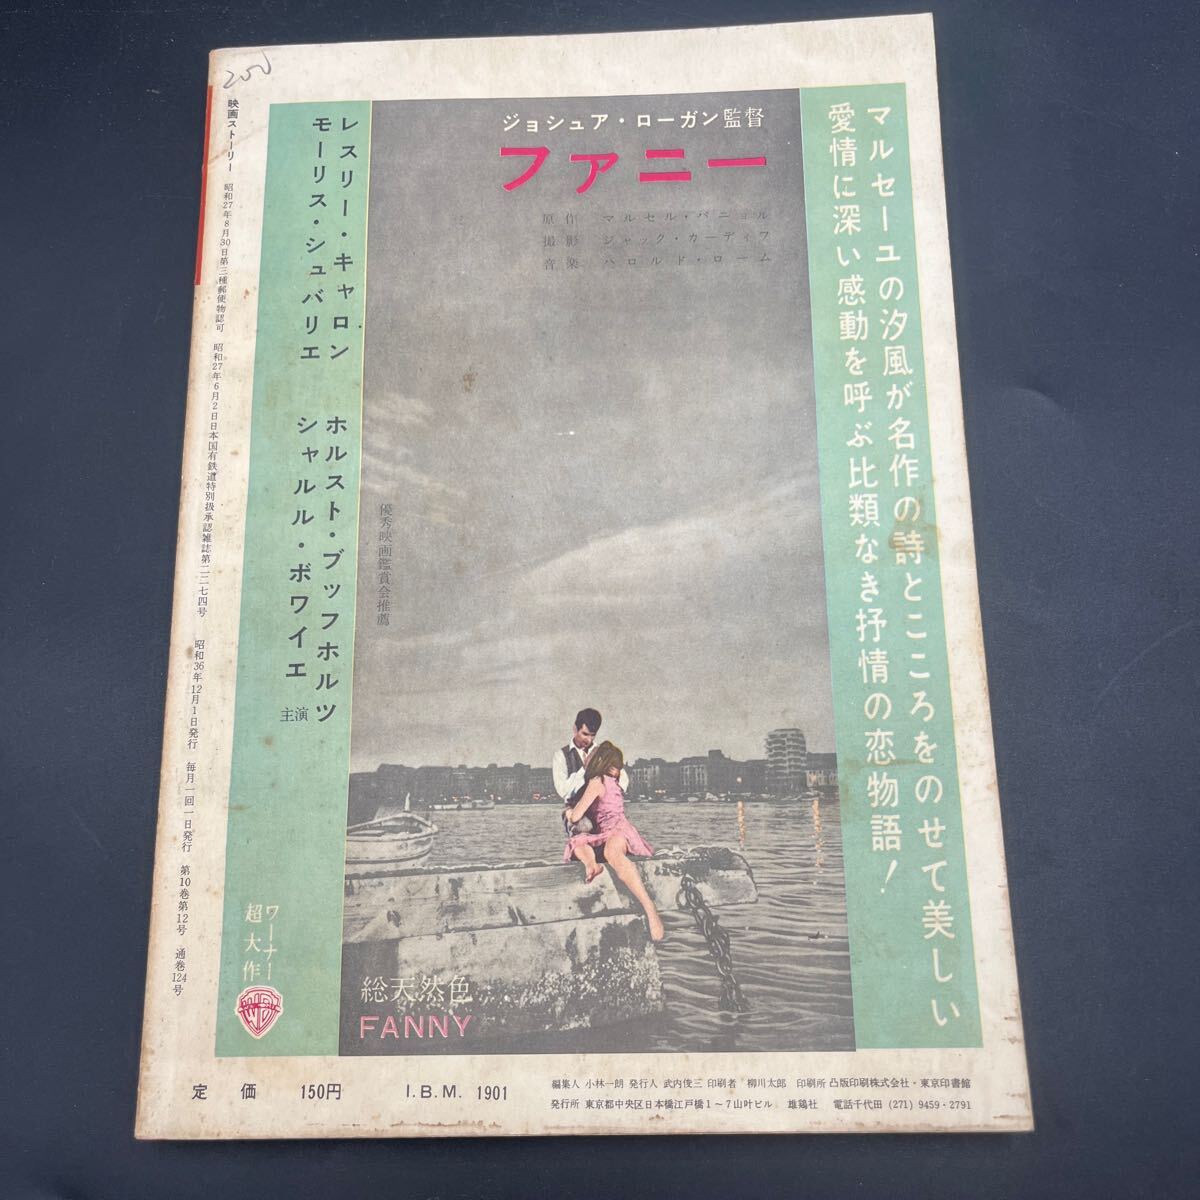 マルセーユの汐風が名作の詩とこころをのせて美しい
愛情に深い感動を呼ぶ比類なき抒情の恋物語！
ジョシュア・ローガン監督
ファニー
原作 マルセル・パニョル
撮影 ジャック・カーディフ
音楽 ハロルド・ローム
優秀映画鑑賞会推薦
レスリー・キャロン
モーリス・シュバリエ
ホルスト・ブッフホルツ
シャルル・ボワイエ
主演
ワーナー
超大作
WB
総天然色
FANNY
250
映画ストーリー 昭和27年8月30日第三種郵便物認可 昭和27年6月2日日本国有鉄道特別扱承認雑誌第二二七四号 昭和36年12月1日発行 毎月一回一日発行 第10巻第12号 通巻124号
定価 150円 I.B.M. 1901
編集人 小林一朗 発行人 武内俊三 印刷者 柳川太郎 印刷所 凸版印刷株式会社・東京印書館
発行所 東京都中央区日本橋江戸橋1〜7山叶ビル 雄鶏社 電話千代田 (271) 9459・2791